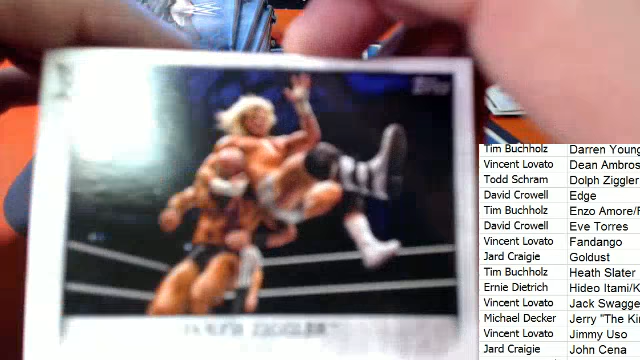 Topps
DOLPH ZIGGLER
Tim Buchholz Darren Young
Vincent Lovato Dean Ambros
Todd Schram Dolph Ziggler
David Crowell Edge
Tim Buchholz Enzo Amore/
David Crowell Eve Torres
Vincent Lovato Fandango
Jard Craigie Goldust
Tim Buchholz Heath Slater
Ernie Dietrich Hideo Itami/K
Vincent Lovato Jack Swagge
Michael Decker Jerry "The Ki
Vincent Lovato Jimmy Uso
Jard Craigie John Cena